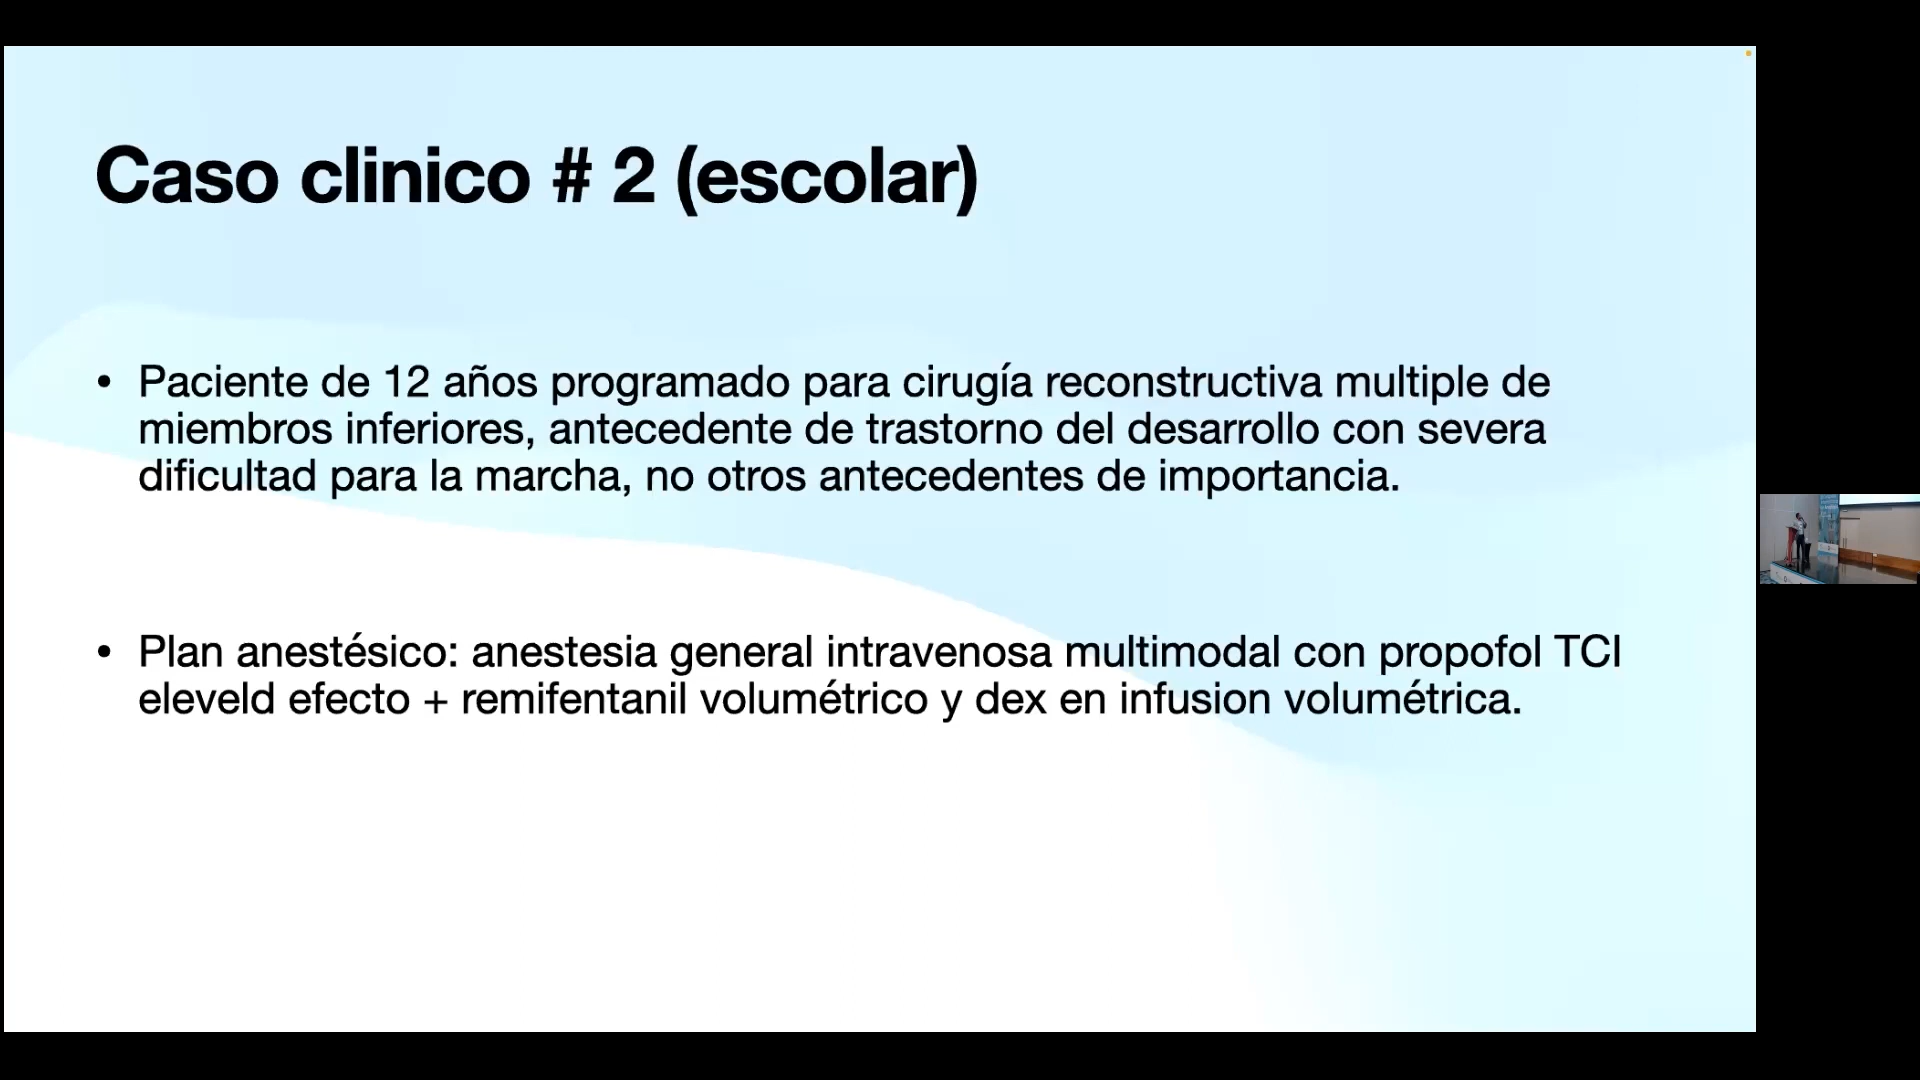 Caso clinico # 2 (escolar)
• Paciente de 12 años programado para cirugía reconstructiva multiple de
miembros inferiores, antecedente de trastorno del desarrollo con severa
dificultad para la marcha, no otros antecedentes de importancia.
• Plan anestésico: anestesia general intravenosa multimodal con propofol TCI
eleveld efecto + remifentanil volumétrico y dex en infusion volumétrica.